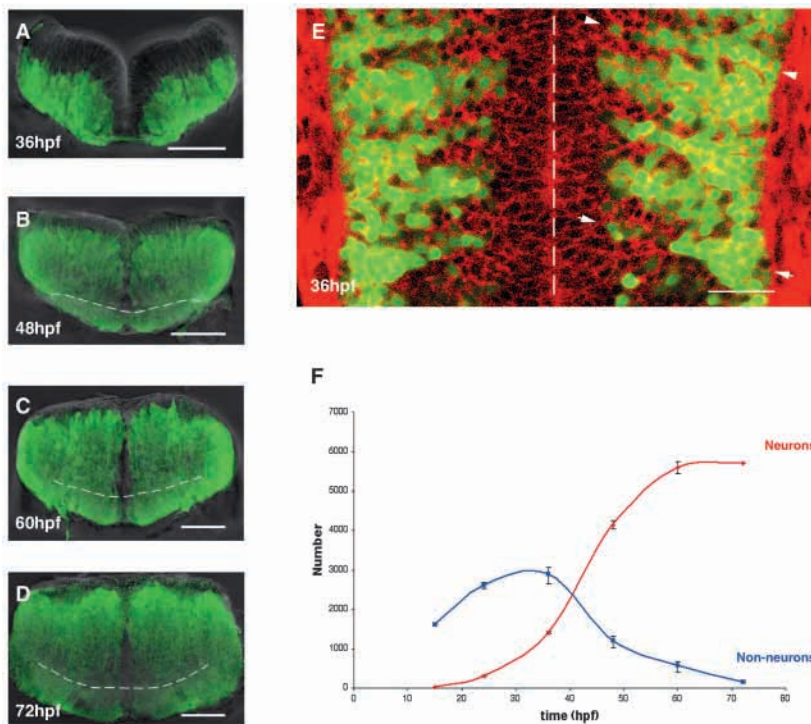 A
36hpf
B
48hpf
C
60hpf
D
72hpf
E
36hpf
F
7000
6000
5000
4000
3000
2000
1000
0
Number
0 10 20 30 40 50 60 70 80
time (hpf)
Neurons
Non-neurons